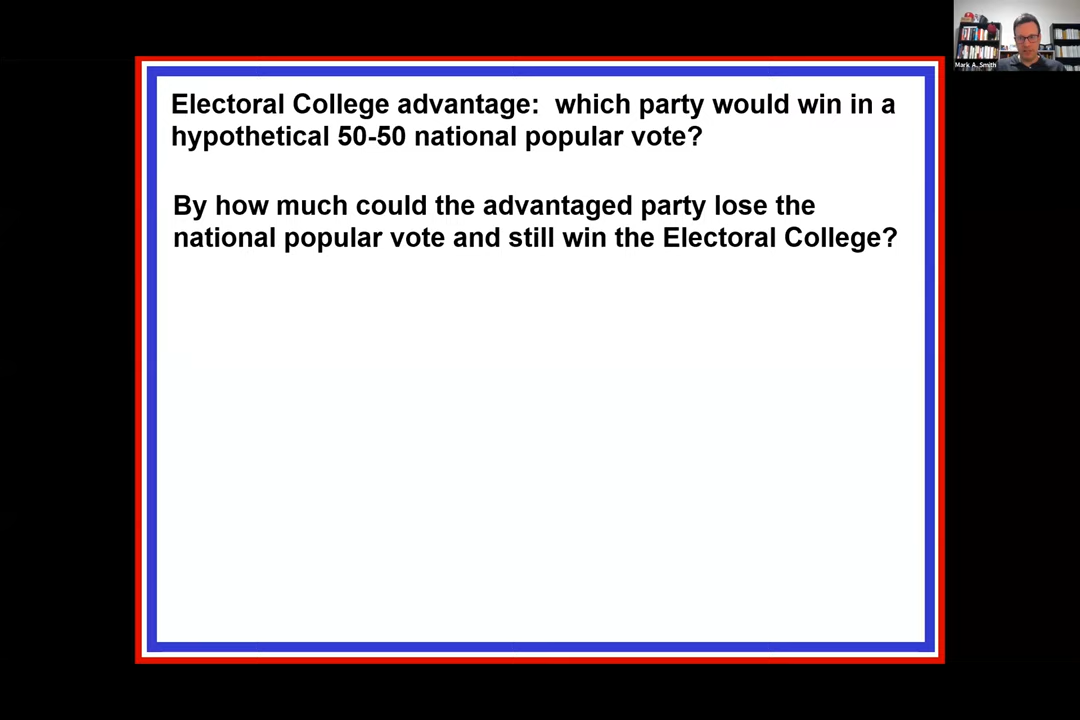 Electoral College advantage: which party would win in a
hypothetical 50-50 national popular vote?
By how much could the advantaged party lose the
national popular vote and still win the Electoral College?
Mark A. Smith